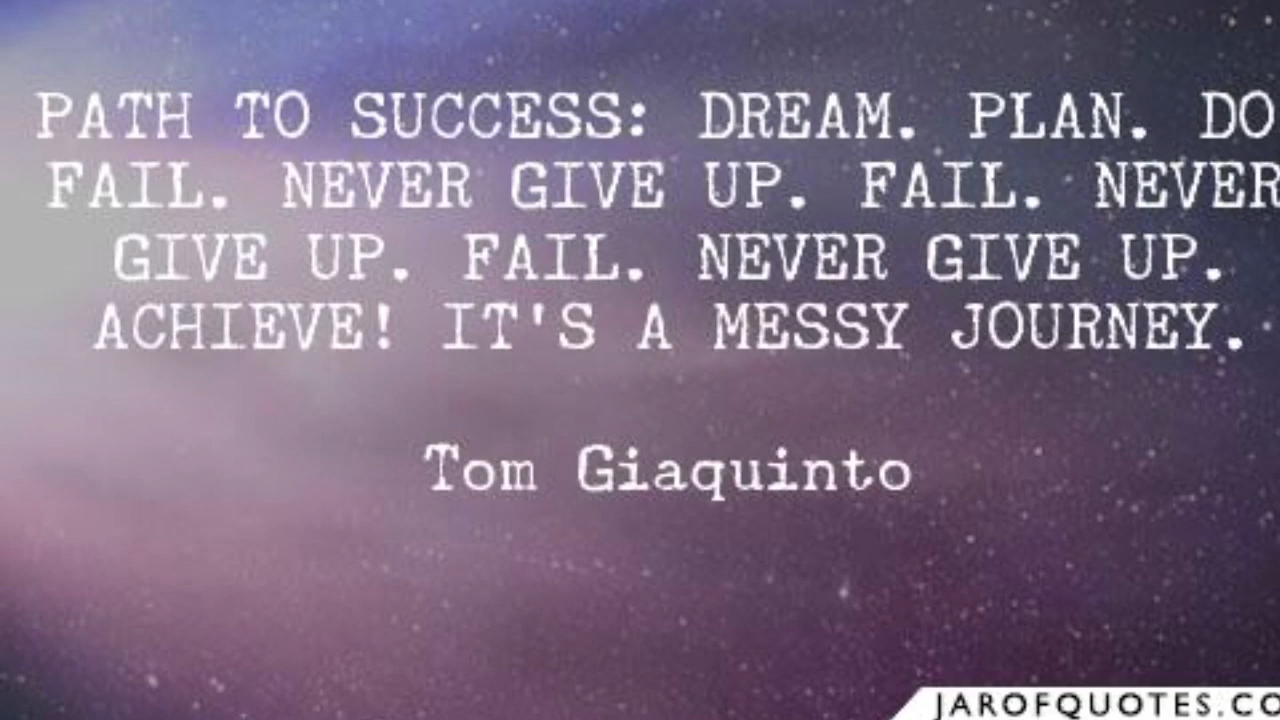 PATH TO SUCCESS: DREAM. PLAN. DO
FAIL. NEVER GIVE UP. FAIL. NEVER
GIVE UP. FAIL. NEVER GIVE UP.
ACHIEVE! IT'S A MESSY JOURNEY.
Tom Giaquinto
JAROFQUOTES.CO